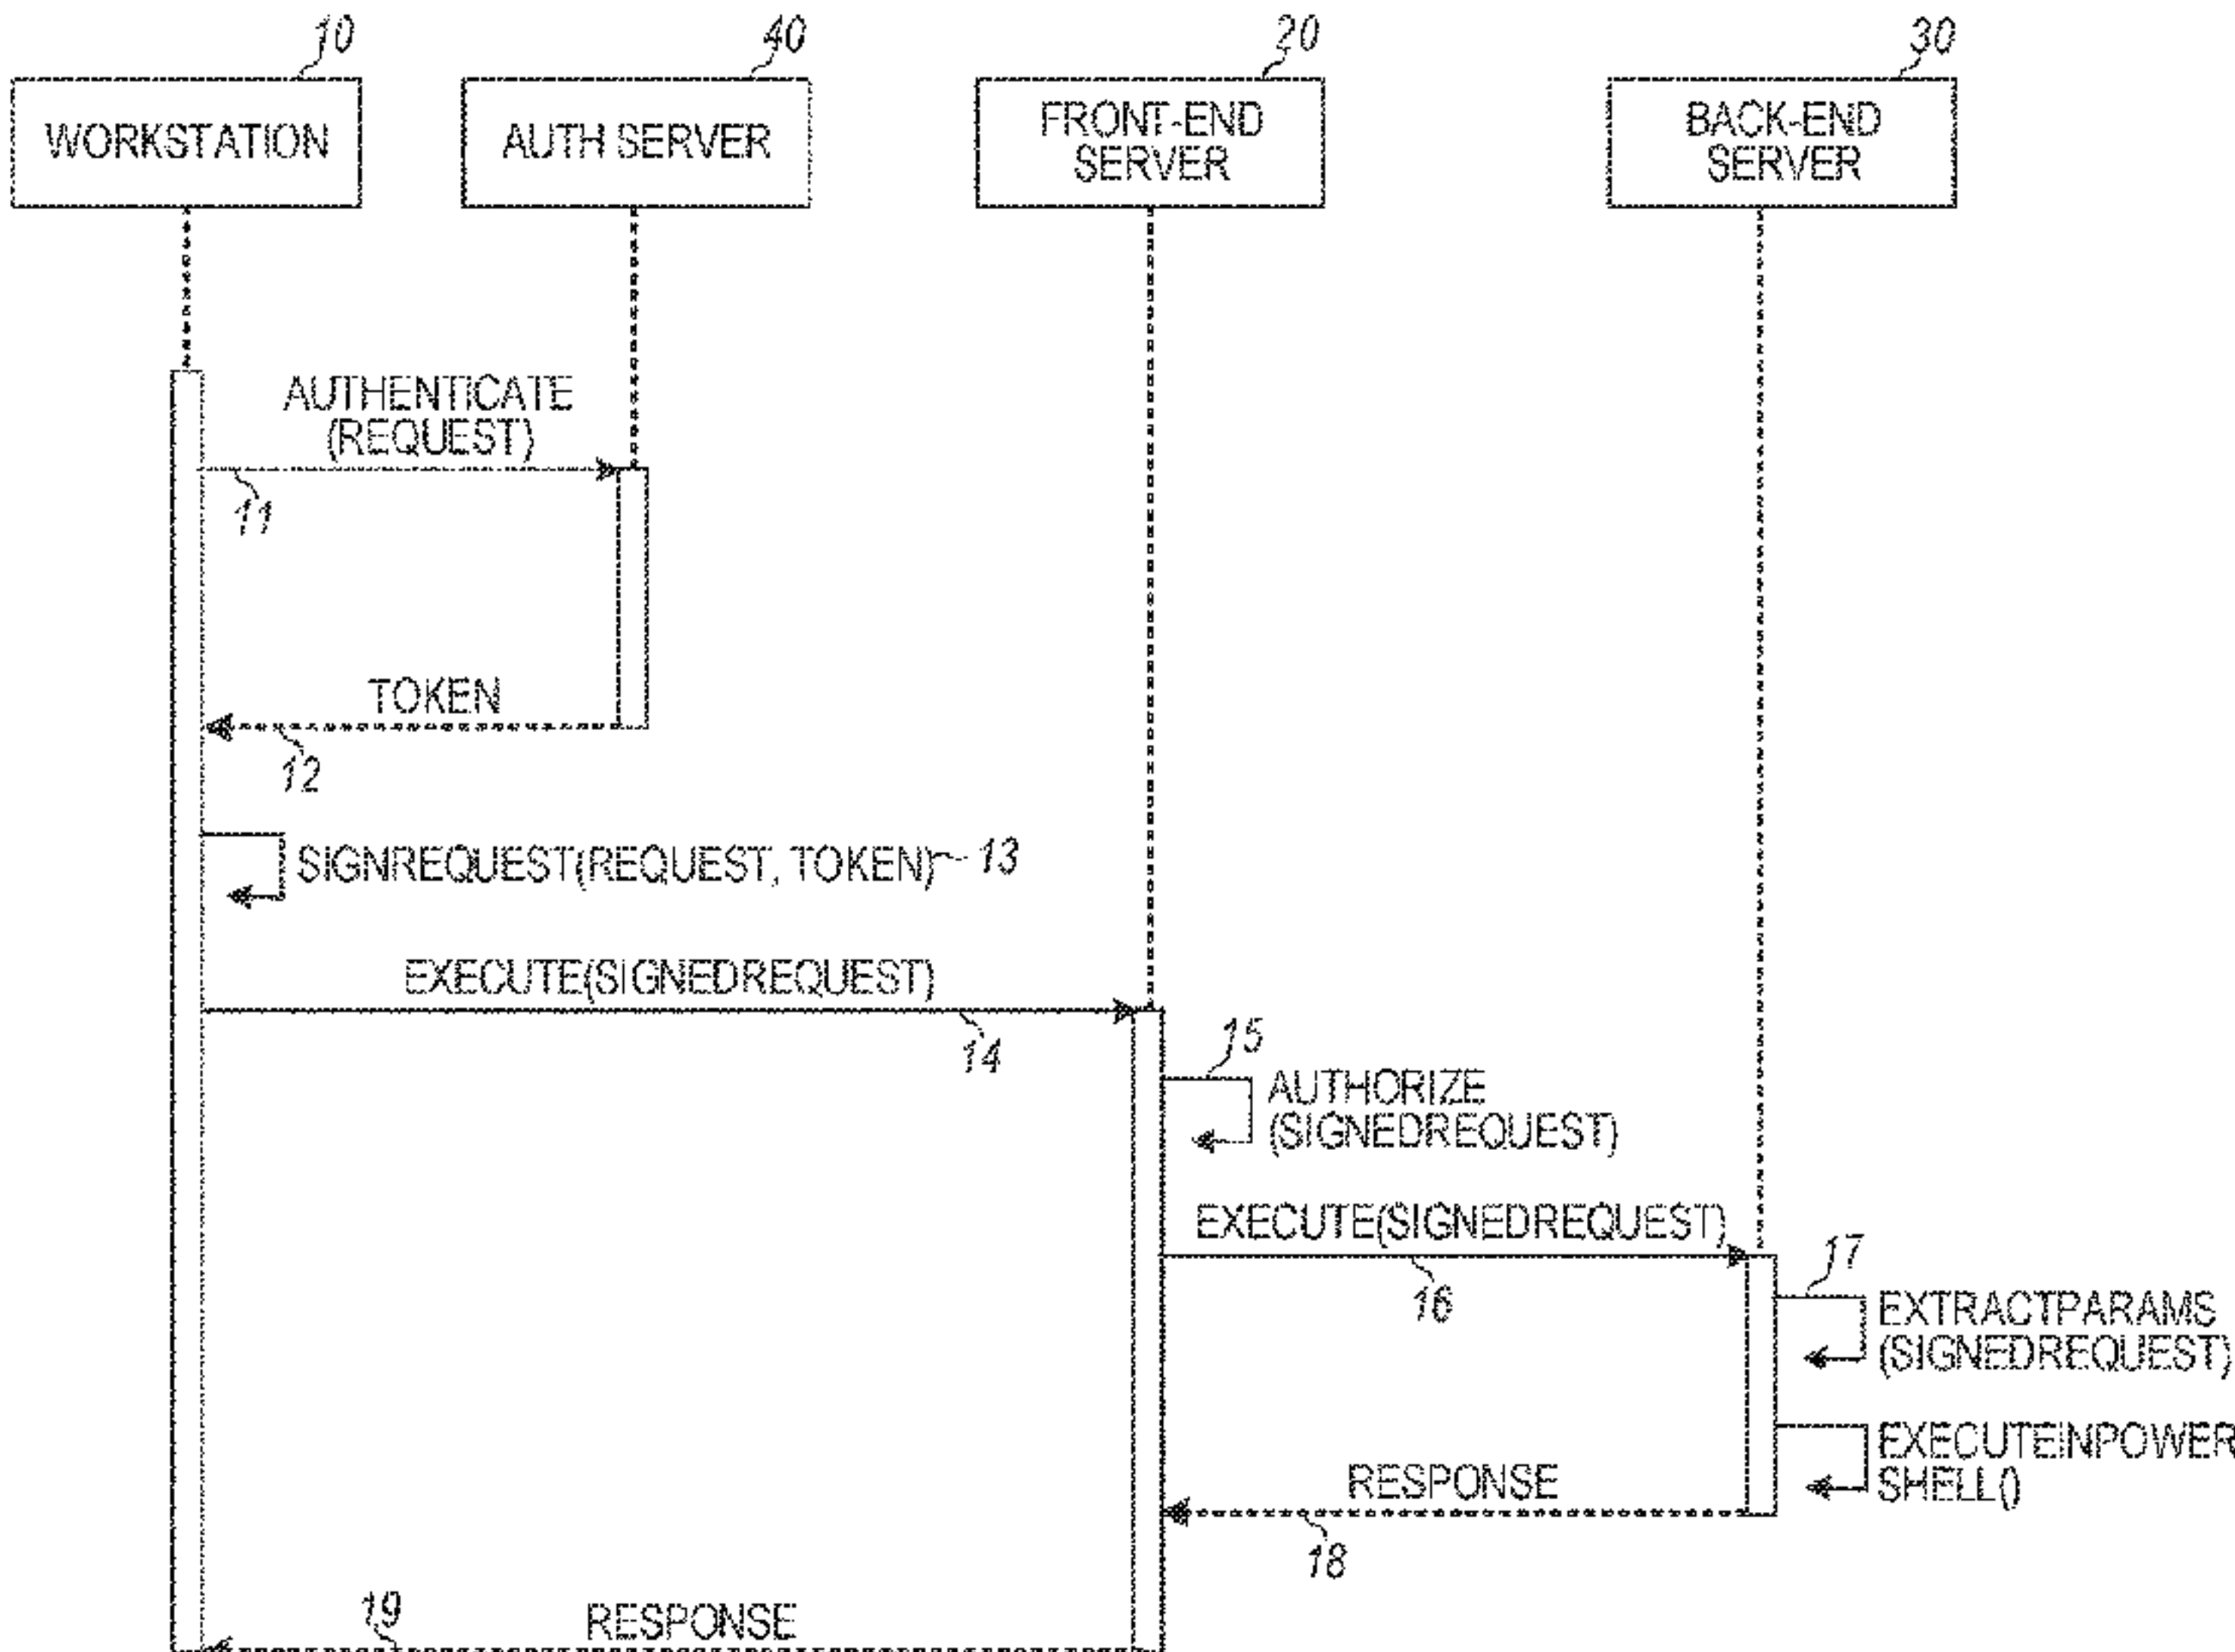 10
40
20
30
WORKSTATION
AUTH SERVER
FRONT-END
SERVER
BACK-END
SERVER
AUTHENTICATE
(REQUEST)
11
TOKEN
12
SIGNREQUEST(REQUEST, TOKEN)
13
EXECUTE(SIGNEDREQUEST)
14
15
AUTHORIZE
(SIGNEDREQUEST)
EXECUTE(SIGNEDREQUEST)
16
17
EXTRACTPARAMS
(SIGNEDREQUEST)
EXECUTEINPOWER
SHELL()
RESPONSE
18
19
RESPONSE